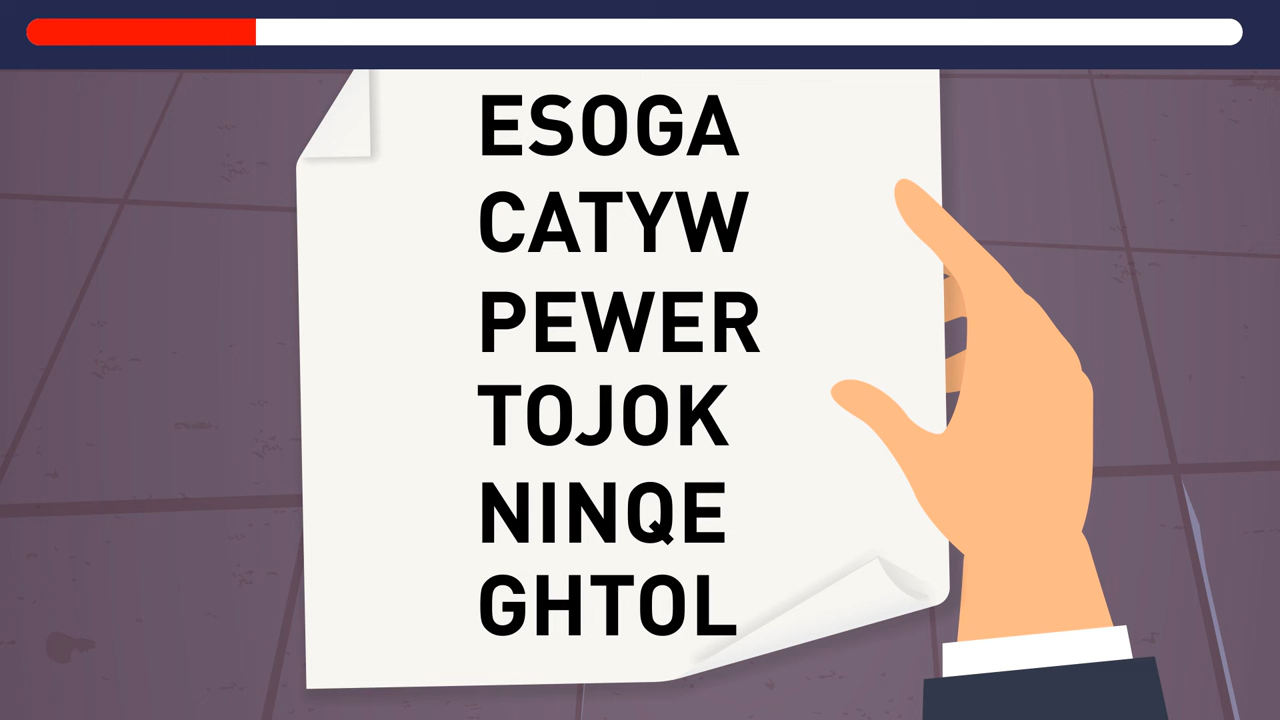 ESOGA
CATYW
PEWER
TOJOK
NINQE
GHTOL